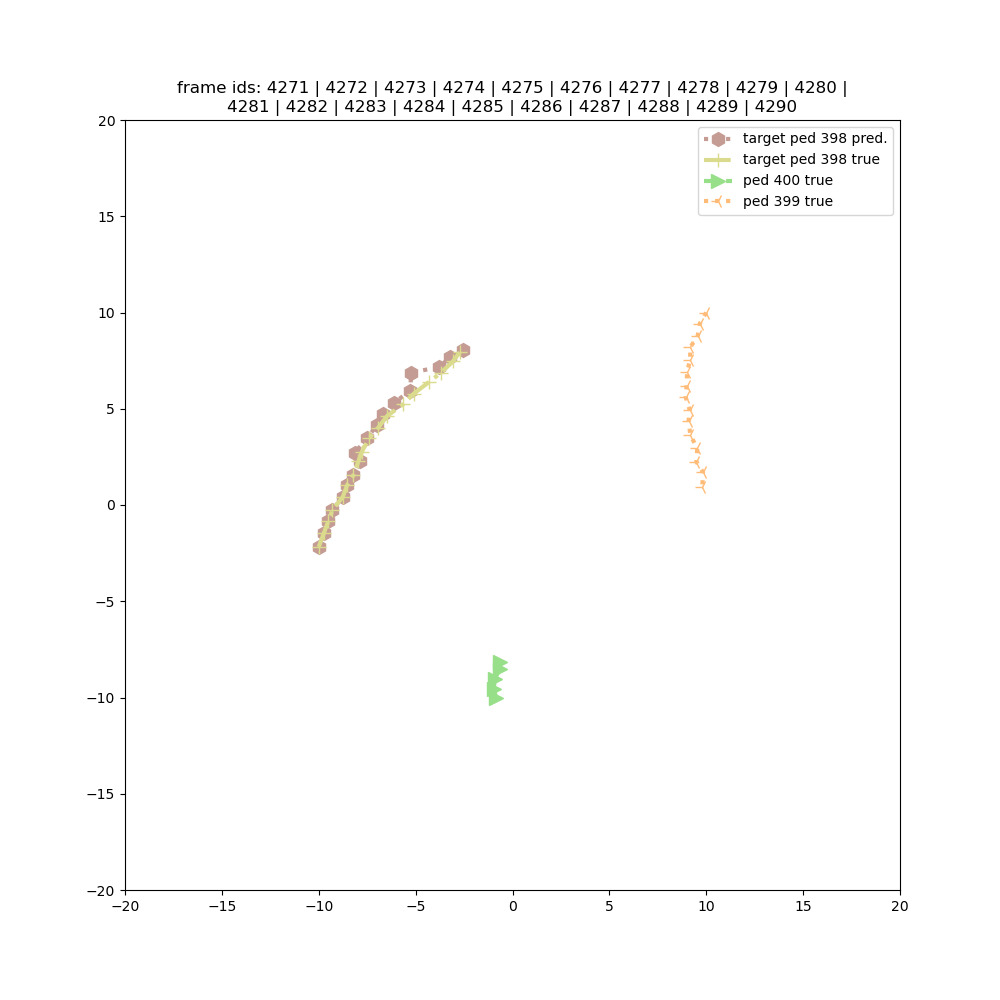 frame ids: 4271 | 4272 | 4273 | 4274 | 4275 | 4276 | 4277 | 4278 | 4279 | 4280 |
4281 | 4282 | 4283 | 4284 | 4285 | 4286 | 4287 | 4288 | 4289 | 4290
target ped 398 pred.
target ped 398 true
ped 400 true
ped 399 true
20
15
10
5
0
−5
−10
−15
−20
−20 −15 −10 −5 0 5 10 15 20